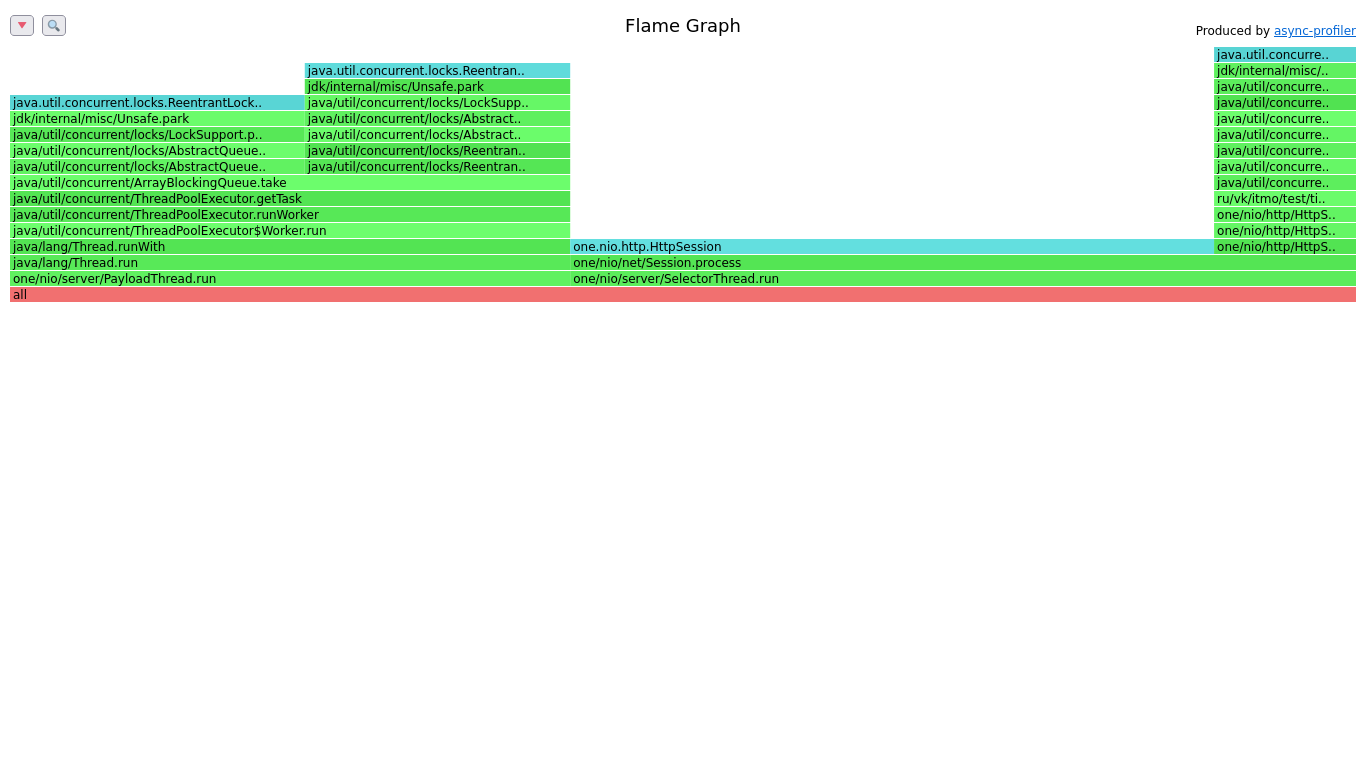 Flame Graph
Produced by async-profiler
java.util.concurre..
java.util.concurrent.locks.Reentran.. jdk/internal/misc/..
jdk/internal/misc/Unsafe.park java/util/concurre..
java.util.concurrent.locks.ReentrantLock.. java/util/concurrent/locks/LockSupp.. java/util/concurre..
jdk/internal/misc/Unsafe.park java/util/concurrent/locks/Abstract.. java/util/concurre..
java/util/concurrent/locks/LockSupport.p.. java/util/concurrent/locks/Abstract.. java/util/concurre..
java/util/concurrent/locks/AbstractQueue.. java/util/concurrent/locks/Reentran.. java/util/concurre..
java/util/concurrent/locks/AbstractQueue.. java/util/concurrent/locks/Reentran.. java/util/concurre..
java/util/concurrent/ArrayBlockingQueue.take java/util/concurre..
java/util/concurrent/ThreadPoolExecutor.getTask ru/vk/itmo/test/ti..
java/util/concurrent/ThreadPoolExecutor.runWorker one/nio/http/HttpS..
java/util/concurrent/ThreadPoolExecutor$Worker.run one/nio/http/HttpS..
java/lang/Thread.runWith one.nio.http.HttpSession one/nio/http/HttpS..
java/lang/Thread.run one/nio/net/Session.process
one/nio/server/PayloadThread.run one/nio/server/SelectorThread.run
all